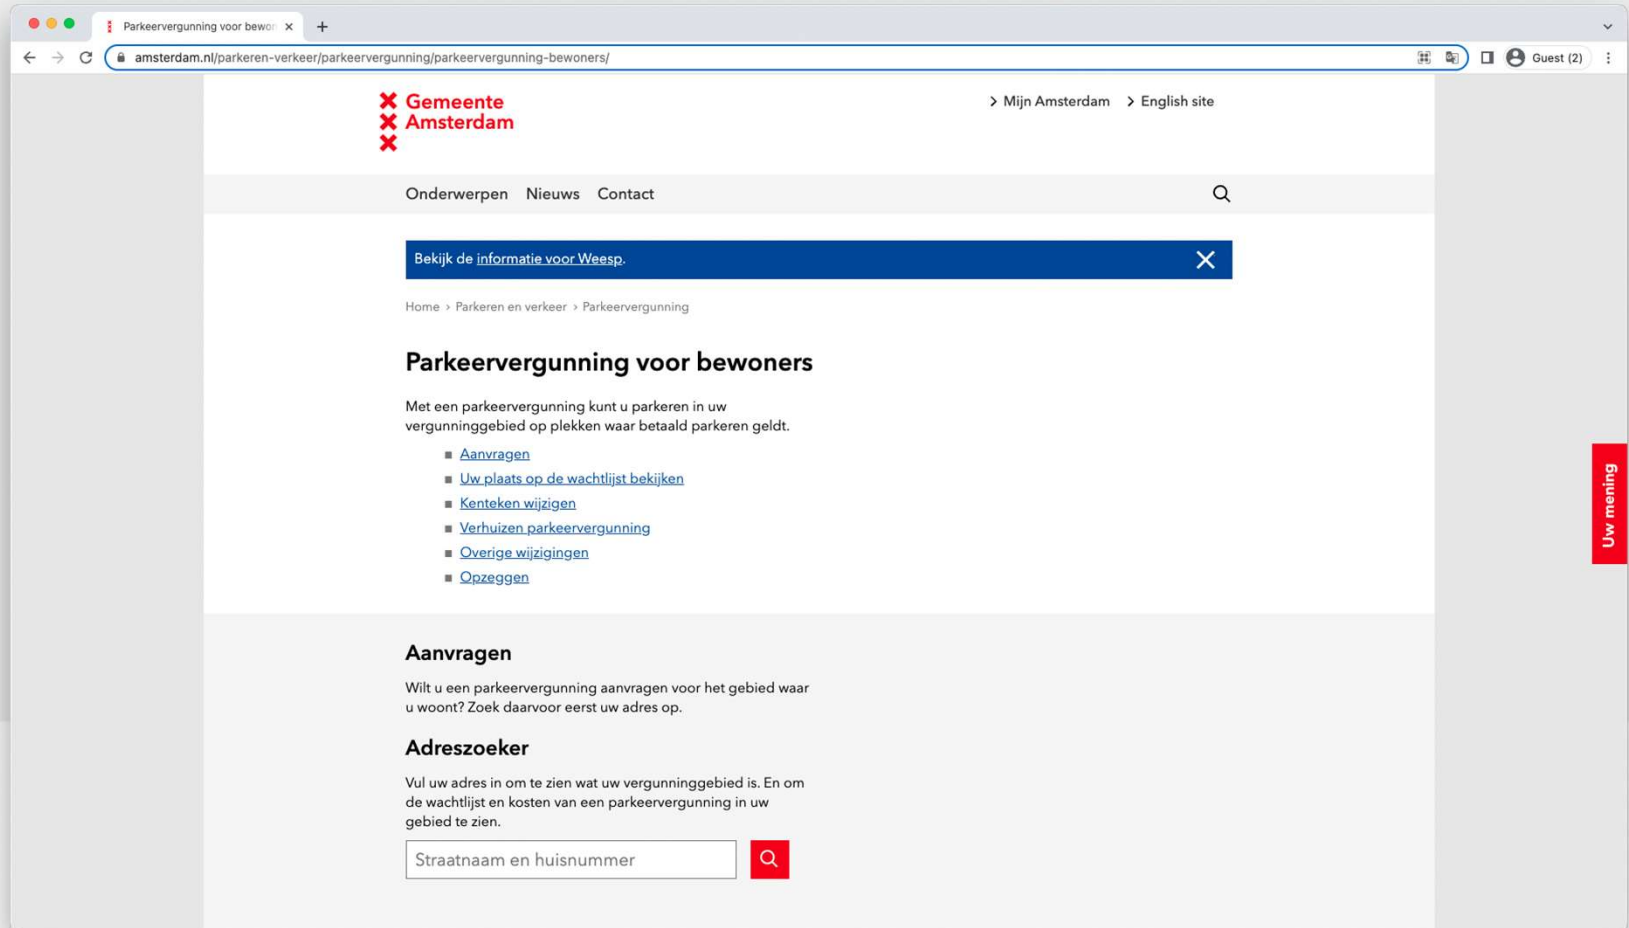 Parkeervergunning voor bewon
amsterdam.nl/parkeren-verkeer/parkeervergunning/parkeervergunning-bewoners/
Guest (2)
Gemeente
Amsterdam
Mijn Amsterdam
English site
Onderwerpen Nieuws Contact
Bekijk de informatie voor Weesp.
Home › Parkeren en verkeer › Parkeervergunning
Parkeervergunning voor bewoners
Met een parkeervergunning kunt u parkeren in uw
vergunninggebied op plekken waar betaald parkeren geldt.
Aanvragen
Uw plaats op de wachtlijst bekijken
Kenteken wijzigen
Verhuizen parkeervergunning
Overige wijzigingen
Opzeggen
Uw mening
Aanvragen
Wilt u een parkeervergunning aanvragen voor het gebied waar
u woont? Zoek daarvoor eerst uw adres op.
Adreszoeker
Vul uw adres in om te zien wat uw vergunninggebied is. En om
de wachtlijst en kosten van een parkeervergunning in uw
gebied te zien.
Straatnaam en huisnummer